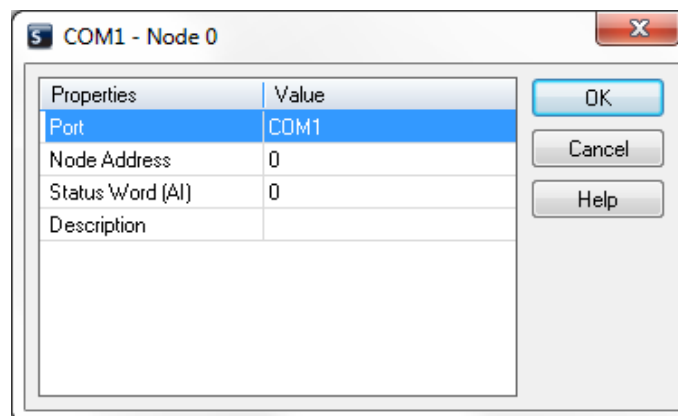 S COM1 - Node 0 X
Properties Value OK
Port COM1
Node Address 0 Cancel
Status Word (AI) 0 Help
Description